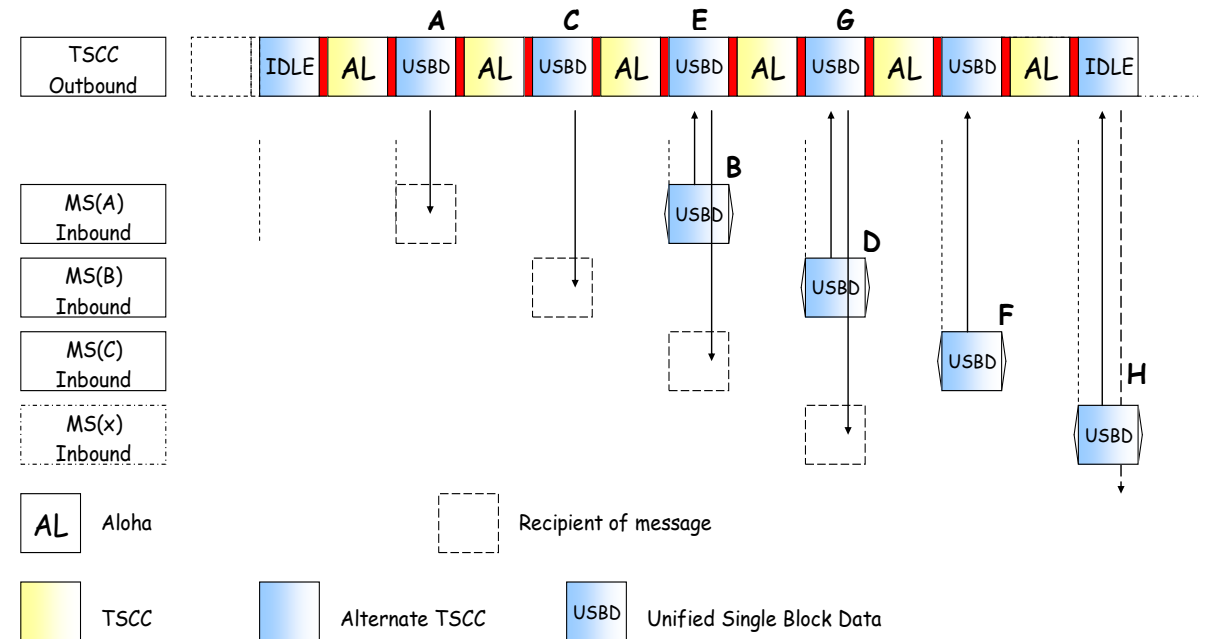 A C E G
TSCC
Outbound
IDLE AL USBD AL USBD AL USBD AL USBD AL USBD AL IDLE
B
MS(A)
Inbound
USBD
D
MS(B)
Inbound
USBD
F
MS(C)
Inbound
USBD
H
MS(x)
Inbound
USBD
AL Aloha
Recipient of message
TSCC
Alternate TSCC
USBD Unified Single Block Data